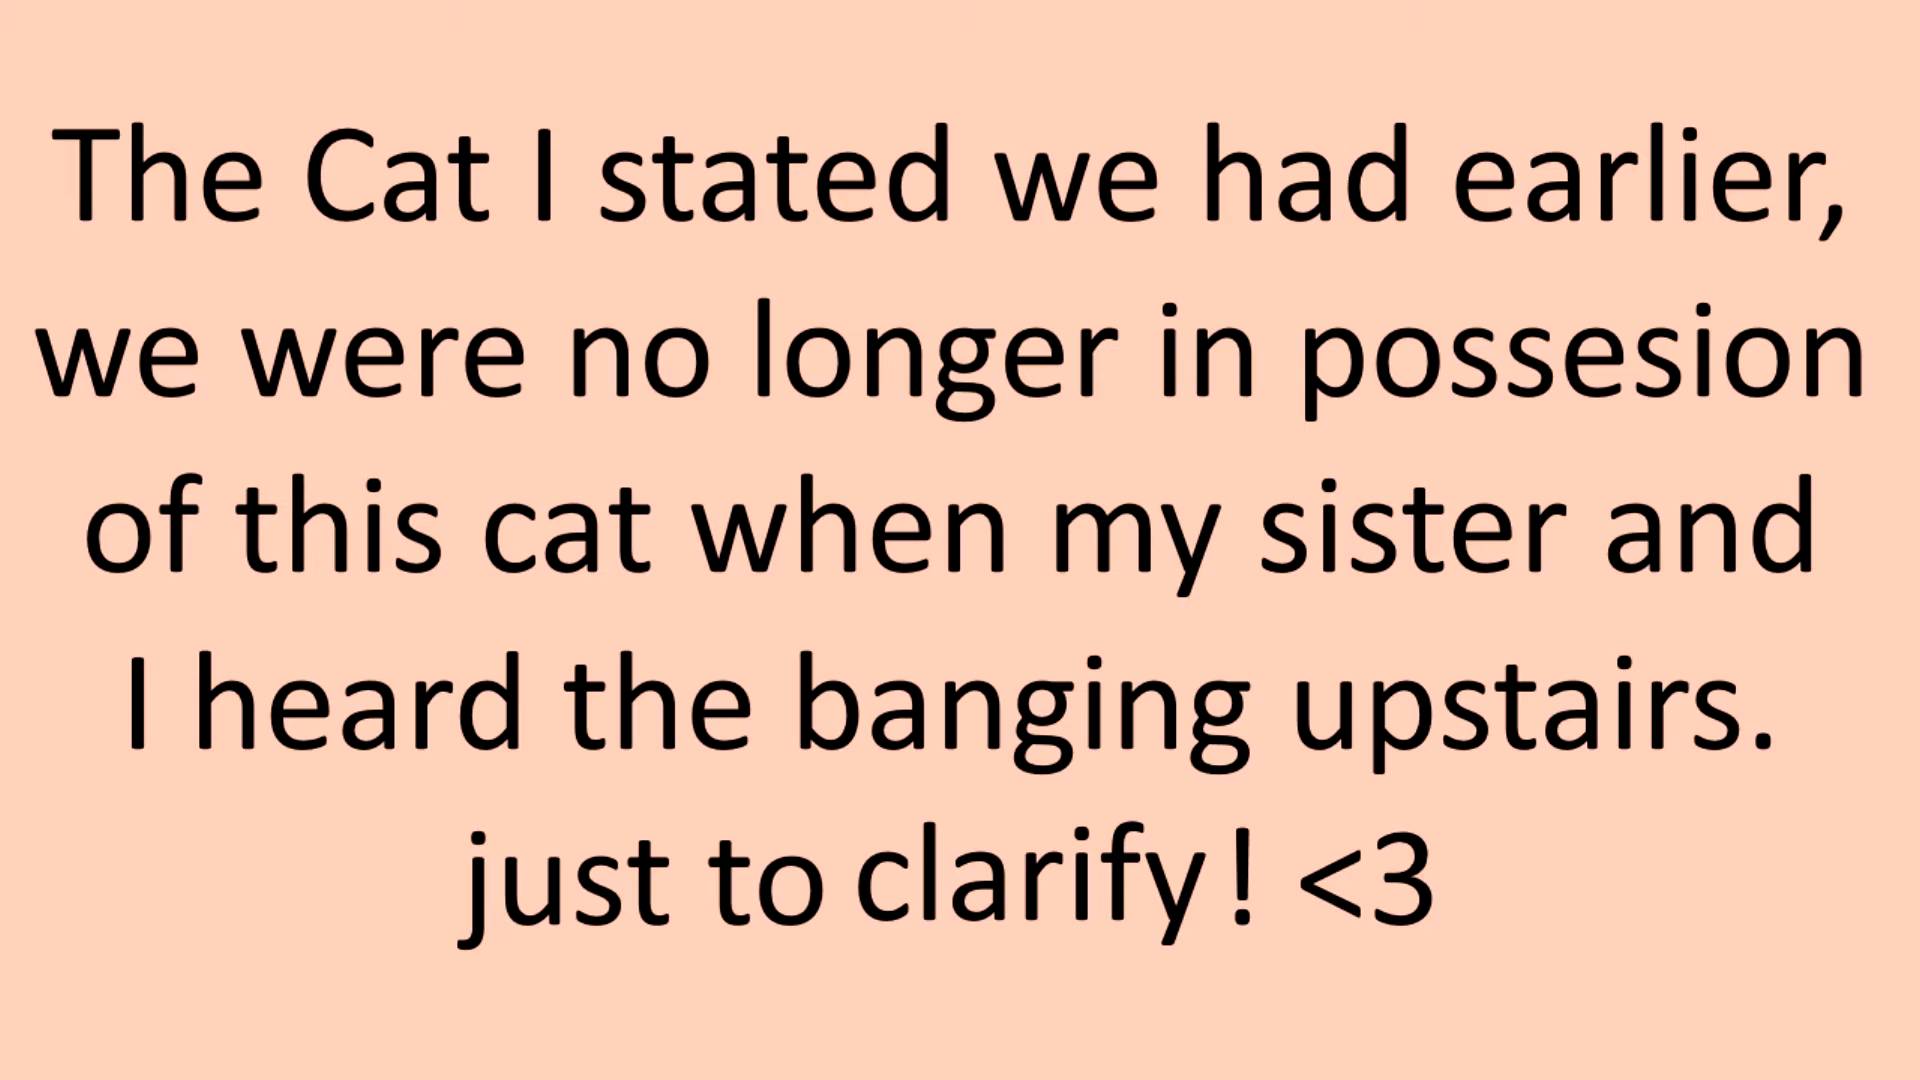 The Cat I stated we had earlier,
we were no longer in possesion
of this cat when my sister and
I heard the banging upstairs.
just to clarify! <3